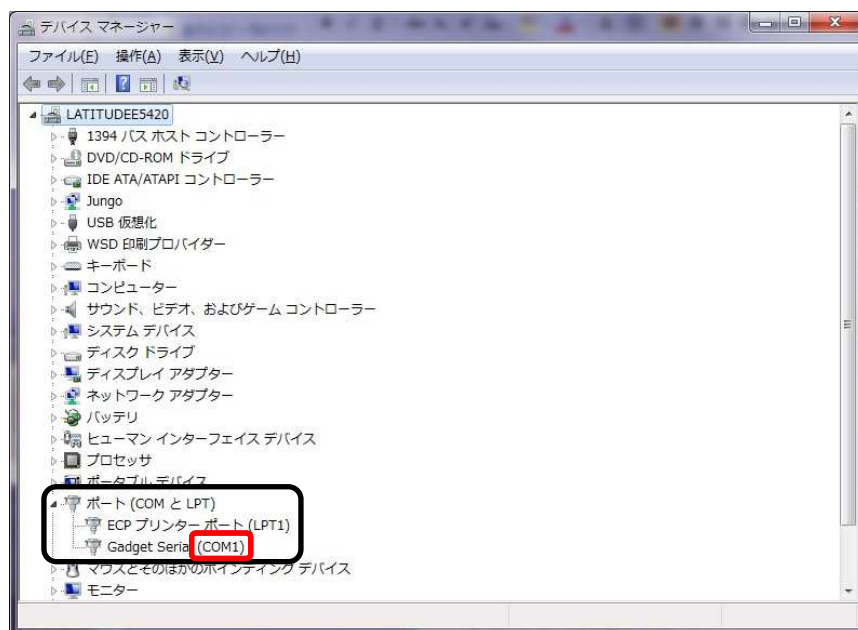 デバイス マネージャー
ファイル(F) 操作(A) 表示(V) ヘルプ(H)
LATITUDEE5420
1394 バス ホスト コントローラー
DVD/CD-ROM ドライブ
IDE ATA/ATAPI コントローラー
Jungo
USB 仮想化
WSD 印刷プロバイダー
キーボード
コンピューター
サウンド、ビデオ、およびゲーム コントローラー
システム デバイス
ディスク ドライブ
ディスプレイ アダプター
ネットワーク アダプター
バッテリ
ヒューマン インターフェイス デバイス
プロセッサ
ポータブル デバイス
ポート (COM と LPT)
ECP プリンター ポート (LPT1)
Gadget Seria (COM1)
マウスとそのほかのポインティング デバイス
モニター